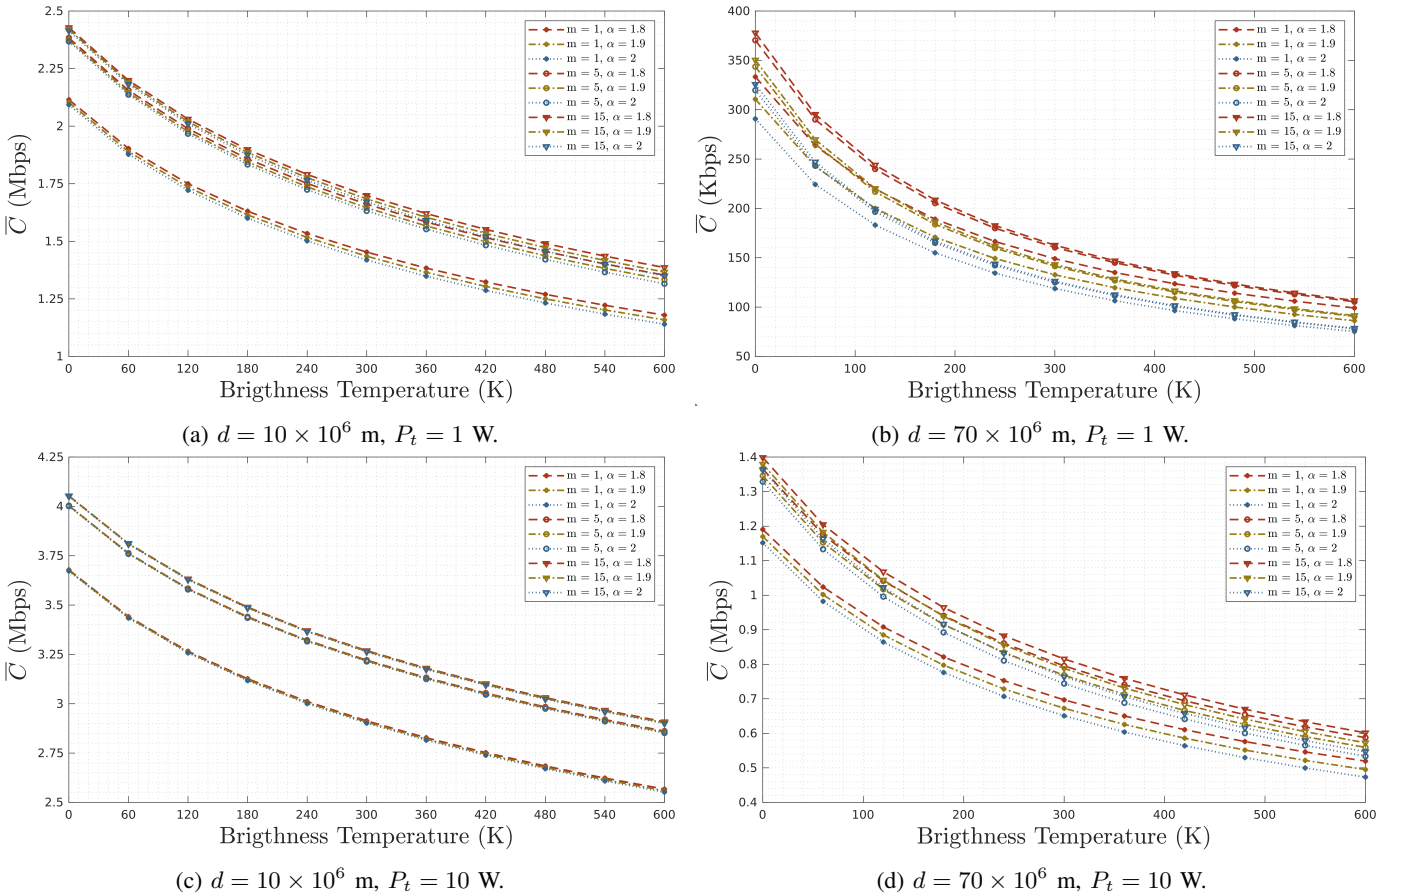 2.5
2.25
2
1.75
1.5
1.25
1
C̅ (Mbps)
m = 1, α = 1.8
m = 1, α = 1.9
m = 1, α = 2
m = 5, α = 1.8
m = 5, α = 1.9
m = 5, α = 2
m = 15, α = 1.8
m = 15, α = 1.9
m = 15, α = 2
0 60 120 180 240 300 360 420 480 540 600
Brigthness Temperature (K)
(a) d = 10 × 10⁶ m, Pₜ = 1 W.
400
350
300
250
200
150
100
50
C̅ (Kbps)
m = 1, α = 1.8
m = 1, α = 1.9
m = 1, α = 2
m = 5, α = 1.8
m = 5, α = 1.9
m = 5, α = 2
m = 15, α = 1.8
m = 15, α = 1.9
m = 15, α = 2
0 100 200 300 400 500 600
Brigthness Temperature (K)
(b) d = 70 × 10⁶ m, Pₜ = 1 W.
4.25
4
3.75
3.5
3.25
3
2.75
2.5
C̅ (Mbps)
m = 1, α = 1.8
m = 1, α = 1.9
m = 1, α = 2
m = 5, α = 1.8
m = 5, α = 1.9
m = 5, α = 2
m = 15, α = 1.8
m = 15, α = 1.9
m = 15, α = 2
0 60 120 180 240 300 360 420 480 540 600
Brigthness Temperature (K)
(c) d = 10 × 10⁶ m, Pₜ = 10 W.
1.4
1.3
1.2
1.1
1
0.9
0.8
0.7
0.6
0.5
0.4
C̅ (Mbps)
m = 1, α = 1.8
m = 1, α = 1.9
m = 1, α = 2
m = 5, α = 1.8
m = 5, α = 1.9
m = 5, α = 2
m = 15, α = 1.8
m = 15, α = 1.9
m = 15, α = 2
0 100 200 300 400 500 600
Brigthness Temperature (K)
(d) d = 70 × 10⁶ m, Pₜ = 10 W.